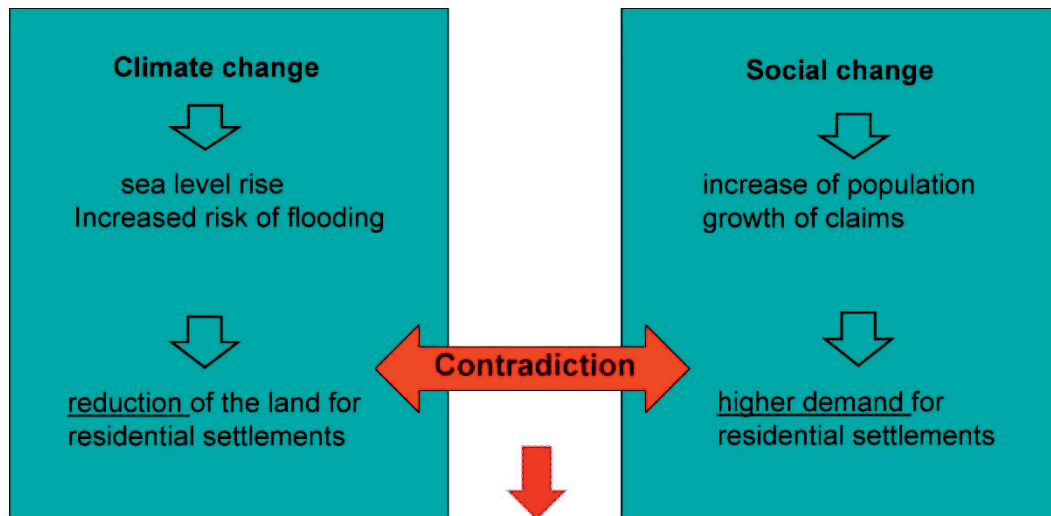 Climate change
sea level rise
Increased risk of flooding
reduction of the land for
residential settlements
Contradiction
Social change
increase of population
growth of claims
higher demand for
residential settlements